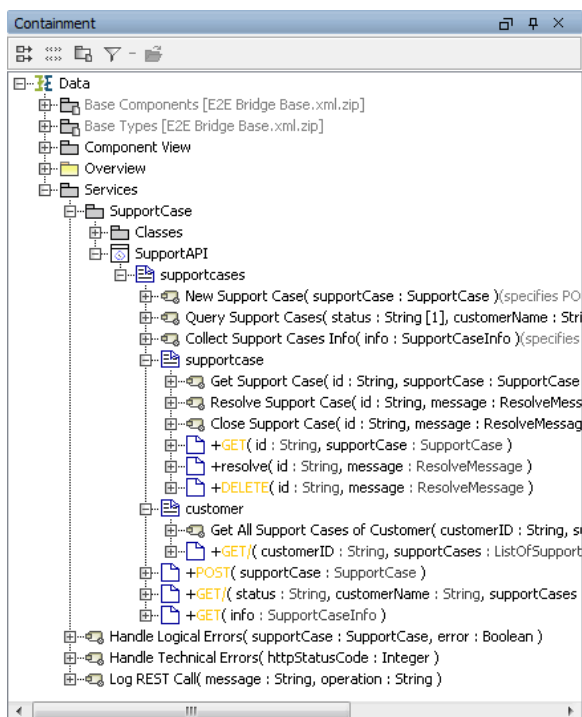 Containment
Data
Base Components [E2E Bridge Base.xml.zip]
Base Types [E2E Bridge Base.xml.zip]
Component View
Overview
Services
SupportCase
Classes
SupportAPI
supportcases
New Support Case( supportCase : SupportCase )(specifies PO
Query Support Cases( status : String [1], customerName : Stri
Collect Support Cases Info( info : SupportCaseInfo )(specifies
supportcase
Get Support Case( id : String, supportCase : SupportCase
Resolve Support Case( id : String, message : ResolveMess
Close Support Case( id : String, message : ResolveMessag
+GET( id : String, supportCase : SupportCase )
+resolve( id : String, message : ResolveMessage )
+DELETE( id : String, message : ResolveMessage )
customer
Get All Support Cases of Customer( customerID : String, su
+GET/( customerID : String, supportCases : ListOfSupport
+POST( supportCase : SupportCase )
+GET/( status : String, customerName : String, supportCases
+GET( info : SupportCaseInfo )
Handle Logical Errors( supportCase : SupportCase, error : Boolean )
Handle Technical Errors( httpStatusCode : Integer )
Log REST Call( message : String, operation : String )